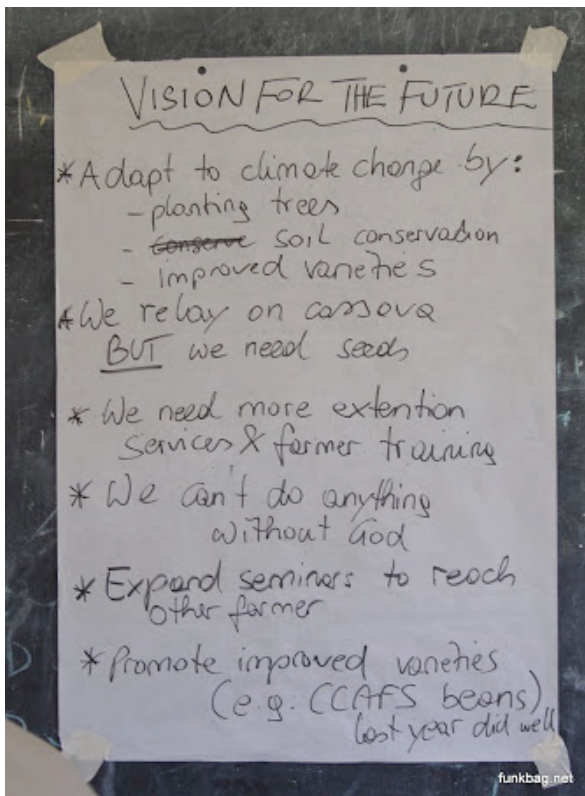 VISION FOR THE FUTURE
* Adapt to climate change by:
- planting trees
- Conserve soil conservation
- Improved varieties
* We relay on cassava
BUT we need seeds
* We need more extention
services & farmer training
* We can't do anything
without God
* Expand seminars to reach
other farmer
* Promote improved varieties
(e.g. CCAFS beans)
last year did well
funkbag.net